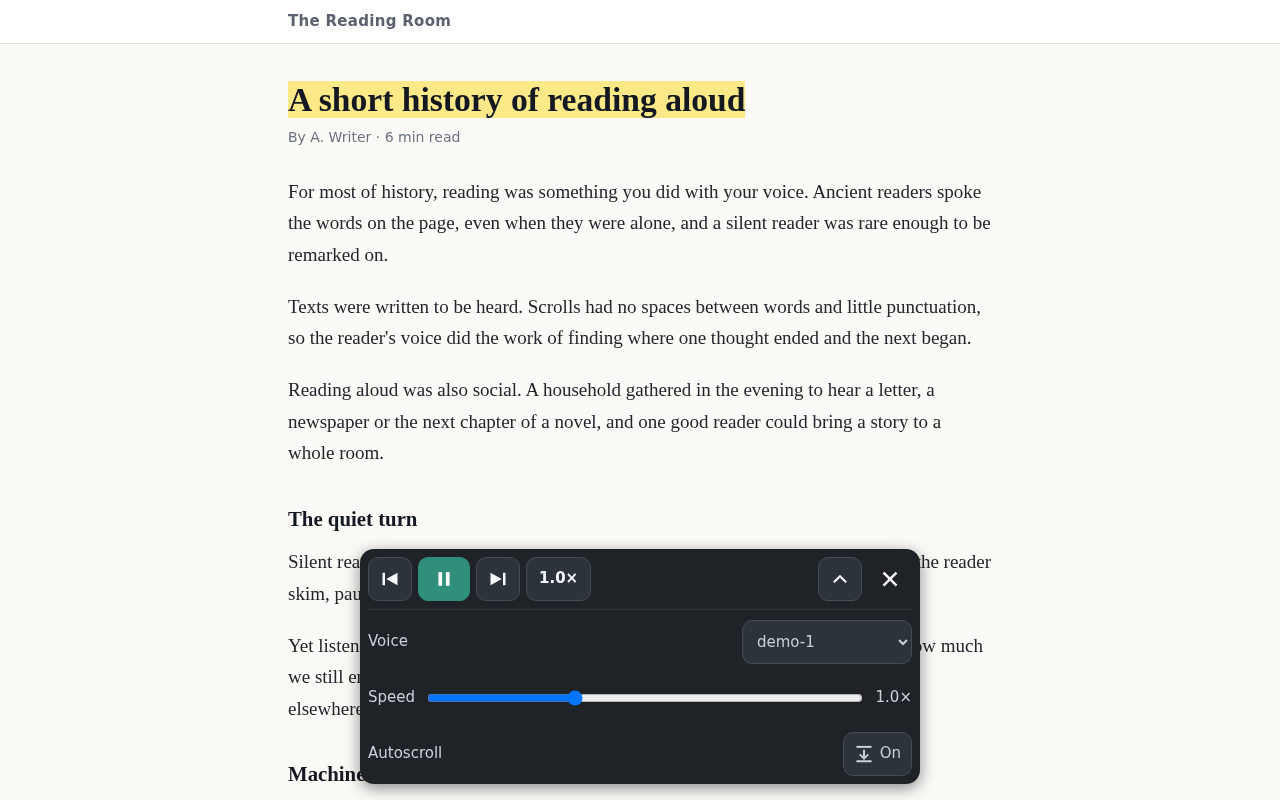 The Reading Room
A short history of reading aloud
By A. Writer · 6 min read
For most of history, reading was something you did with your voice. Ancient readers spoke
the words on the page, even when they were alone, and a silent reader was rare enough to be
remarked on.
Texts were written to be heard. Scrolls had no spaces between words and little punctuation,
so the reader's voice did the work of finding where one thought ended and the next began.
Reading aloud was also social. A household gathered in the evening to hear a letter, a
newspaper or the next chapter of a novel, and one good reader could bring a story to a
whole room.
The quiet turn
Silent
the reader
skim,
Yet
much
we still
elsewhere
Machine
1.0×
Voice
demo-1
Speed
1.0×
Autoscroll
On